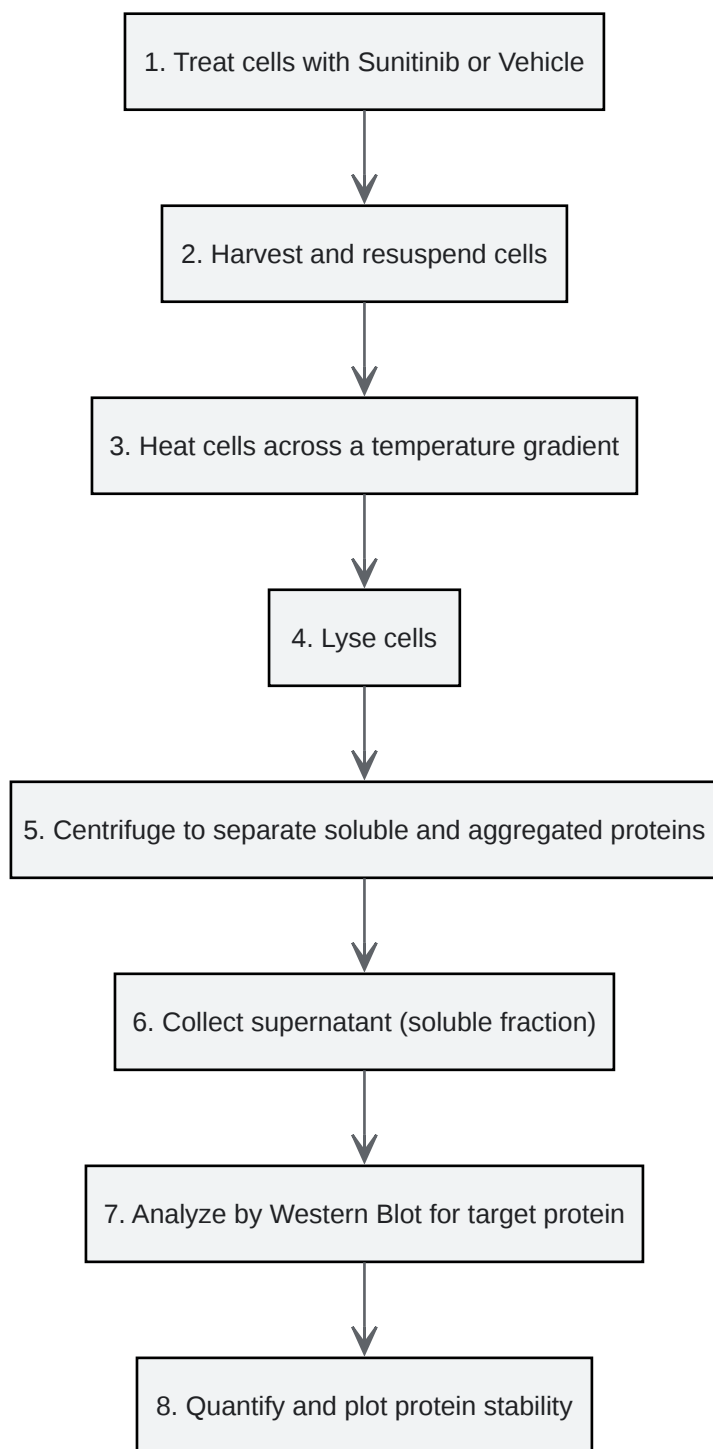 1. Treat cells with Sunitinib or Vehicle
2. Harvest and resuspend cells
3. Heat cells across a temperature gradient
4. Lyse cells
5. Centrifuge to separate soluble and aggregated proteins
6. Collect supernatant (soluble fraction)
7. Analyze by Western Blot for target protein
8. Quantify and plot protein stability